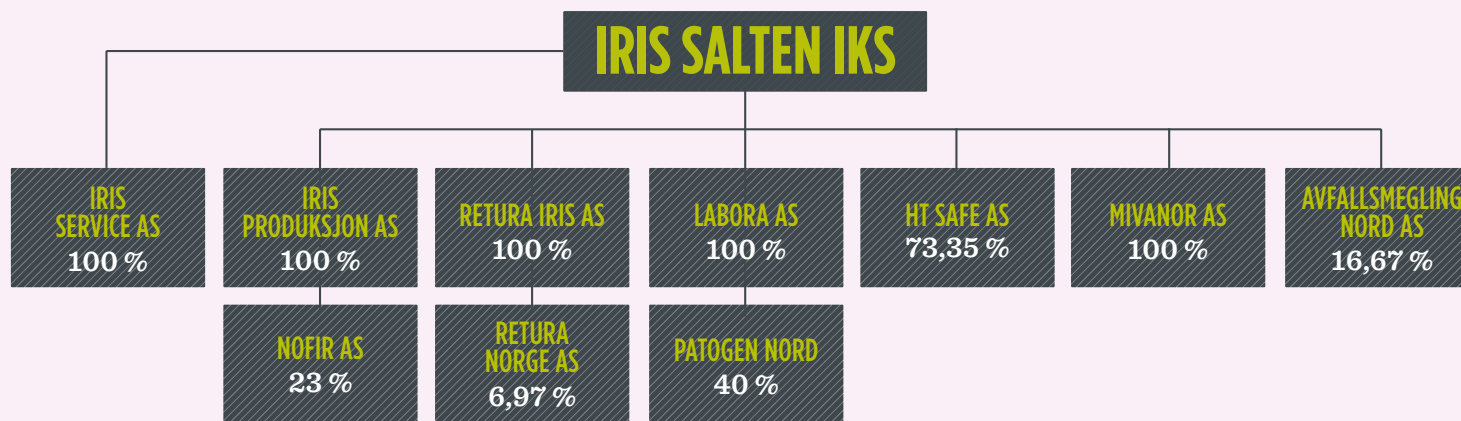 IRIS SALTEN IKS
IRIS
SERVICE AS
100 %
IRIS
PRODUKSJON AS
100 %
RETURA IRIS AS
100 %
LABORA AS
100 %
HT SAFE AS
73,35 %
MIVANOR AS
100 %
AVFALLSMEGLING
NORD AS
16,67 %
NOFIR AS
23 %
RETURA
NORGE AS
6,97 %
PATOGEN NORD
40 %